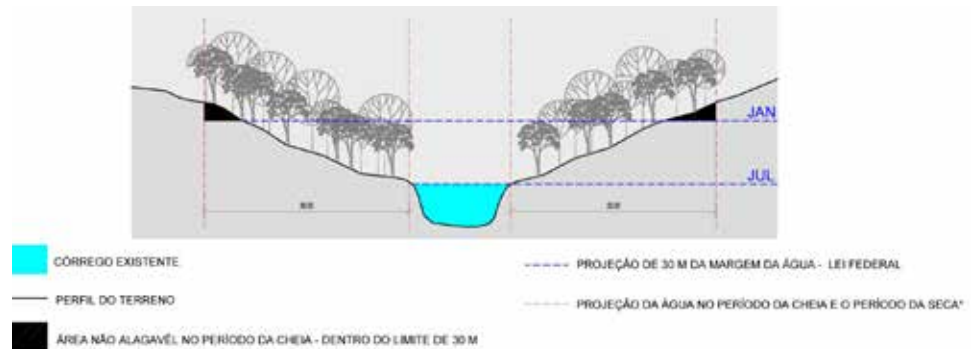 JAN
JUL
CÓRREGO EXISTENTE
PERFIL DO TERRENO
ÁREA NÃO ALAGAVÉL NO PERÍODO DA CHEIA - DENTRO DO LIMITE DE 30 M
PROJEÇÃO DE 30 M DA MARGEM DA ÁGUA - LEI FEDERAL
PROJEÇÃO DA ÁGUA NO PERÍODO DA CHEIA E O PERÍODO DA SECA*